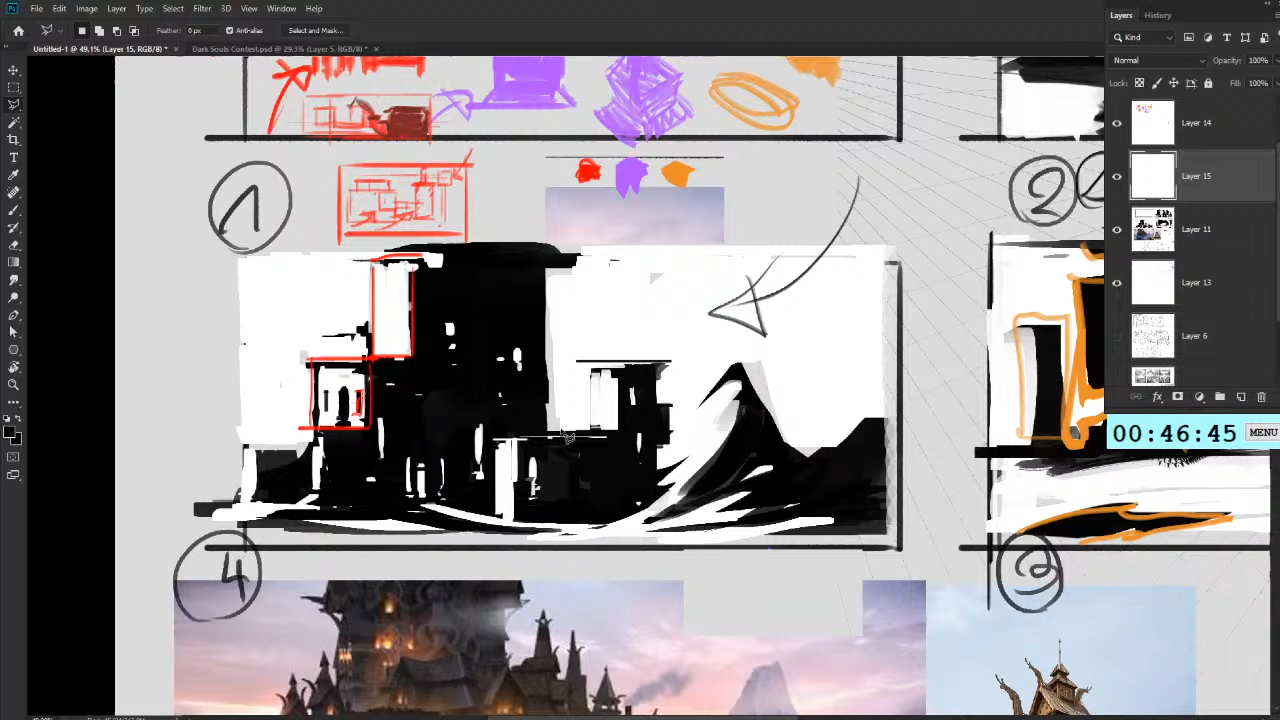 File Edit Image Layer Type Select Filter 3D View Window Help
Feather: 0 px Anti-alias Select and Mask...
Untitled-1 @ 49.1% (Layer 15, RGB/8) * × Dark Souls Contest.psd @ 29.3% (Layer 5, RGB/8) * ×
Layers History
Kind
Normal Opacity: 100%
Lock: Fill: 100%
Layer 14
Layer 15
Layer 11
Layer 13
Layer 6
00:46:45 MENU
1
2
4
3